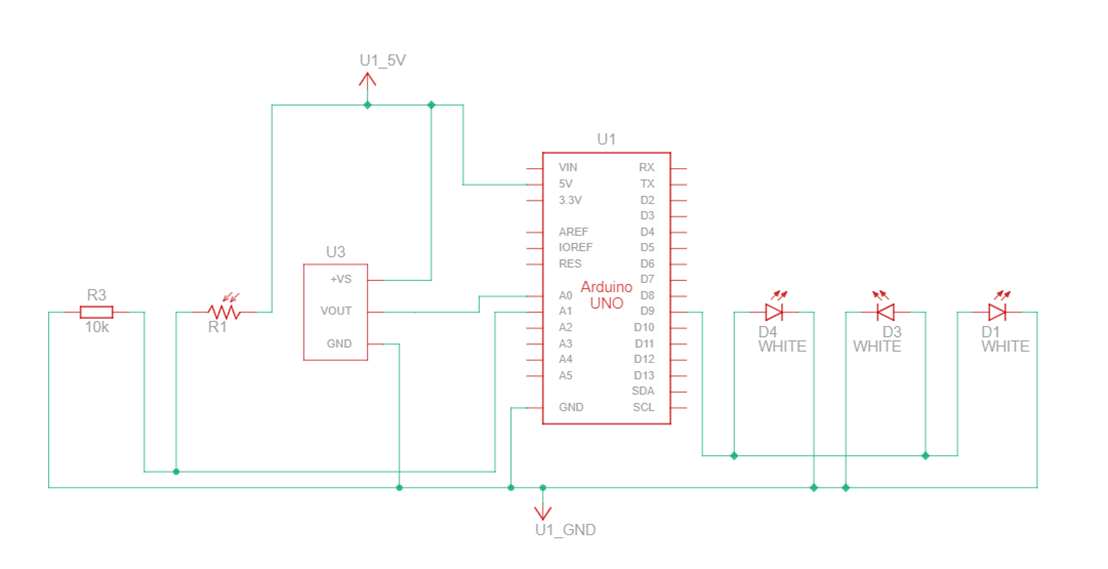 U1_5V
U1
VIN RX
5V TX
3.3V D2
D3
AREF D4
IOREF D5
RES D6
D7
Arduino
UNO
A0 D8
A1 D9
A2 D10
A3 D11
A4 D12
A5 D13
SDA
GND SCL
U3
+VS
VOUT
GND
R3
10k
R1
D4
WHITE
D3
WHITE
D1
WHITE
U1_GND